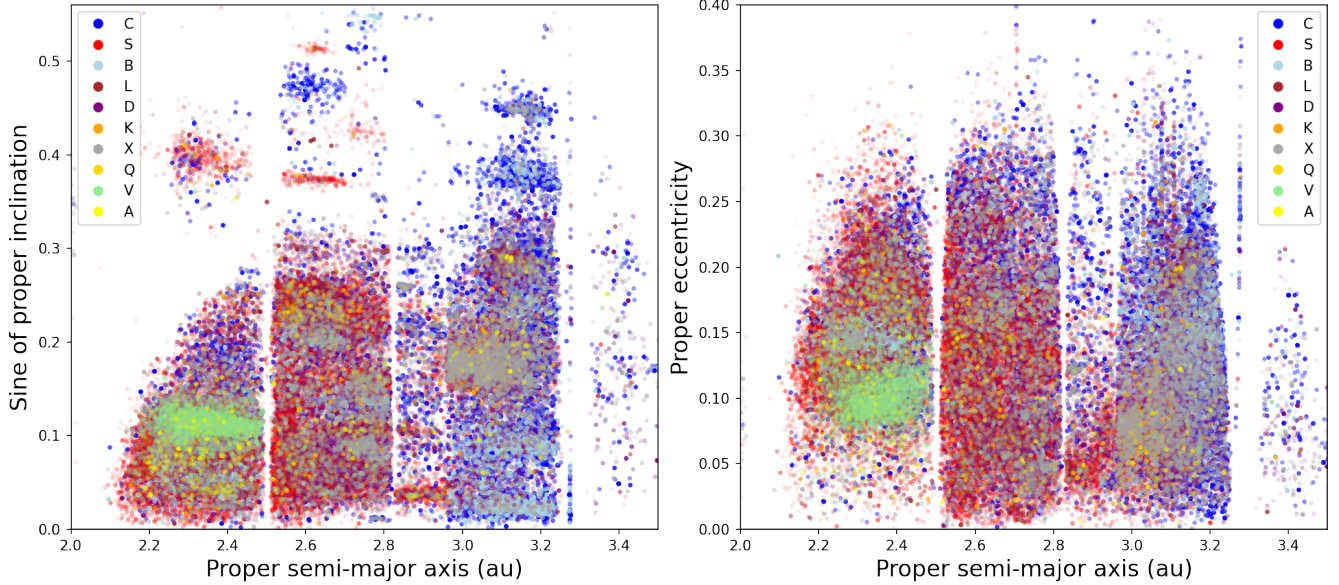 C
S
B
L
D
K
X
Q
V
A
0.5
0.4
0.3
0.2
0.1
0.0
Sine of proper inclination
2.0 2.2 2.4 2.6 2.8 3.0 3.2 3.4
Proper semi-major axis (au)
C
S
B
L
D
K
X
Q
V
A
0.40
0.35
0.30
0.25
0.20
0.15
0.10
0.05
0.00
Proper eccentricity
2.0 2.2 2.4 2.6 2.8 3.0 3.2 3.4
Proper semi-major axis (au)